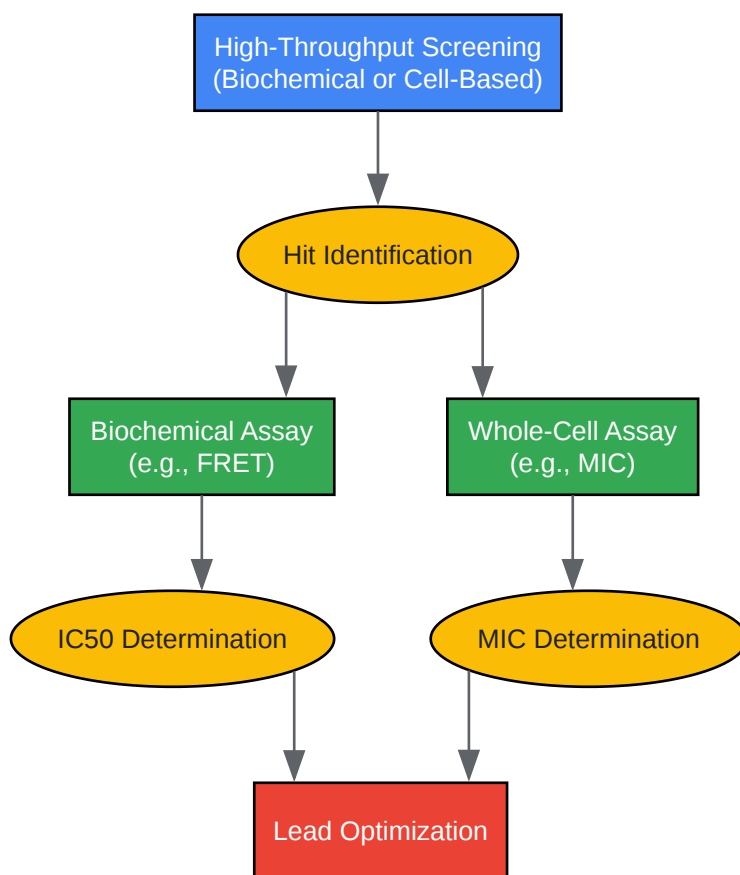 High-Throughput Screening
(Biochemical or Cell-Based)
Hit Identification
Biochemical Assay
(e.g., FRET)
Whole-Cell Assay
(e.g., MIC)
IC50 Determination
MIC Determination
Lead Optimization